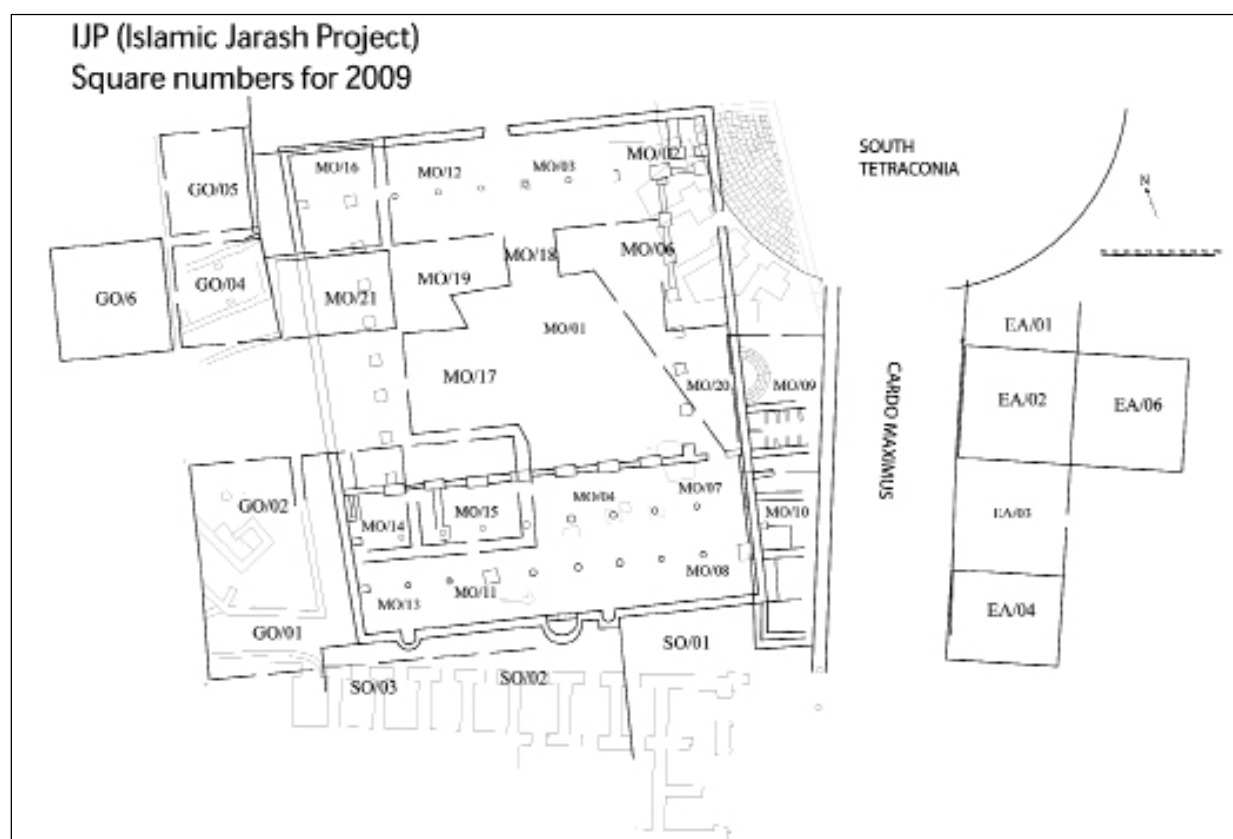 IJP (Islamic Jarash Project)
Square numbers for 2009
SOUTH
TETRACONIA
N
GO/05
MO/16
MO/12
MO/03
MO/02
GO/6
GO/04
MO/21
MO/19
MO/18
MO/06
MO/01
MO/17
MO/20
MO/09
CARDO MAXIMUS
EA/01
EA/02
EA/06
EA/03
EA/04
GO/02
GO/01
MO/14
MO/15
MO/04
MO/07
MO/10
MO/13
MO/11
MO/08
SO/03
SO/02
SO/01